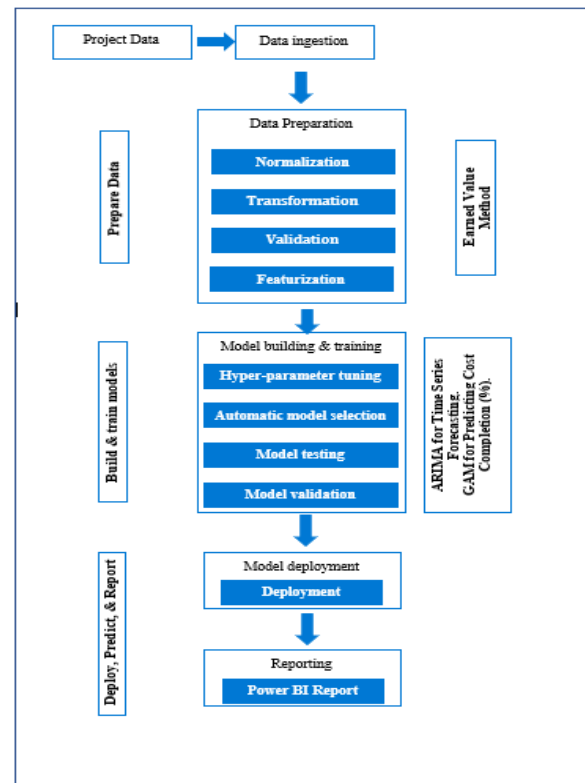 Project Data
Data ingestion
Data Preparation
Normalization
Transformation
Validation
Featurization
Prepare Data
Earned Value
Method
Model building & training
Hyper-parameter tuning
Automatic model selection
Model testing
Model validation
Build & train models
ARIMA for Time Series
Forecasting.
GAM for Predicting Cost
Completion (%).
Model deployment
Deployment
Deploy, Predict, & Report
Reporting
Power BI Report